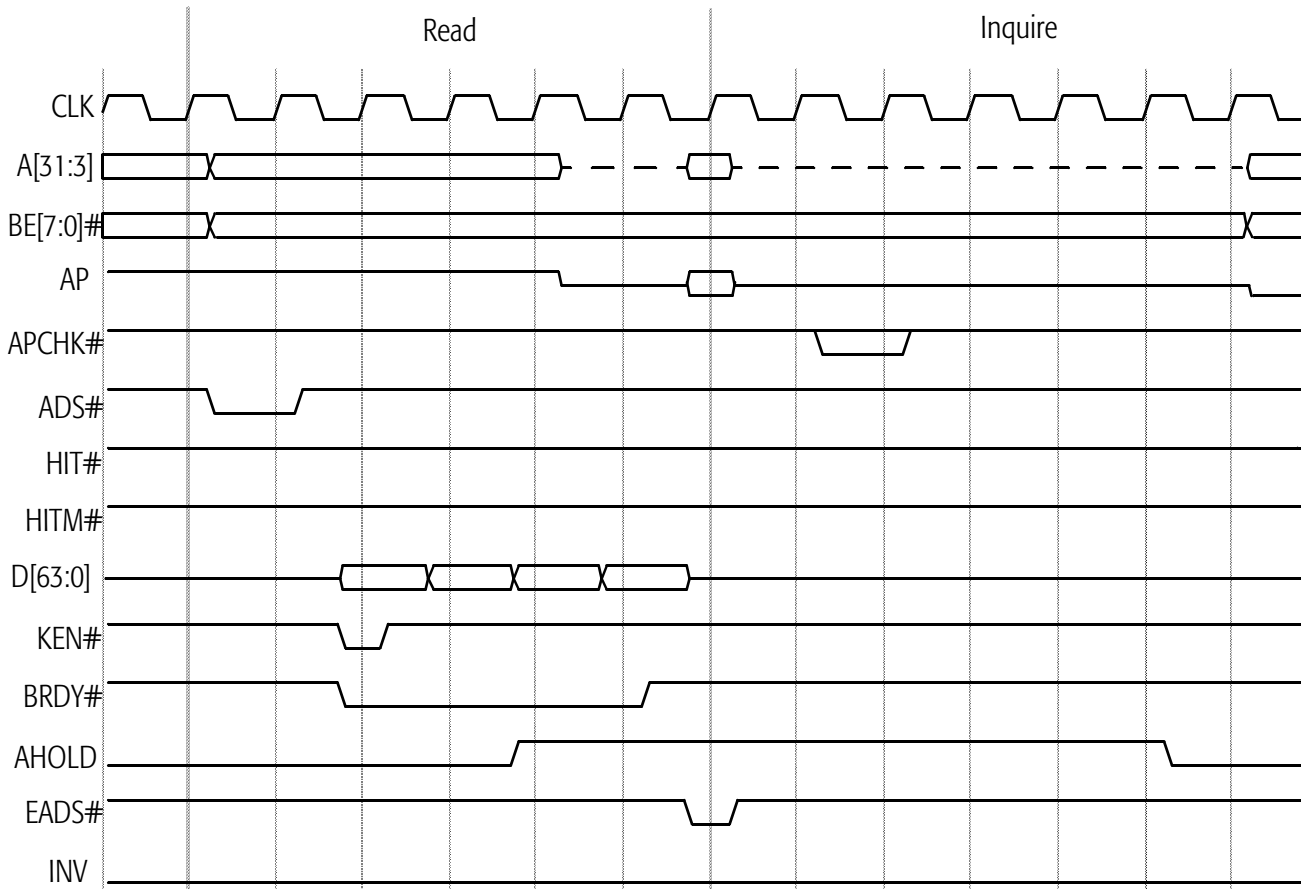 Read
Inquire
CLK
A[31:3]
BE[7:0]#
AP
APCHK#
ADS#
HIT#
HITM#
D[63:0]
KEN#
BRDY#
AHOLD
EADS#
INV